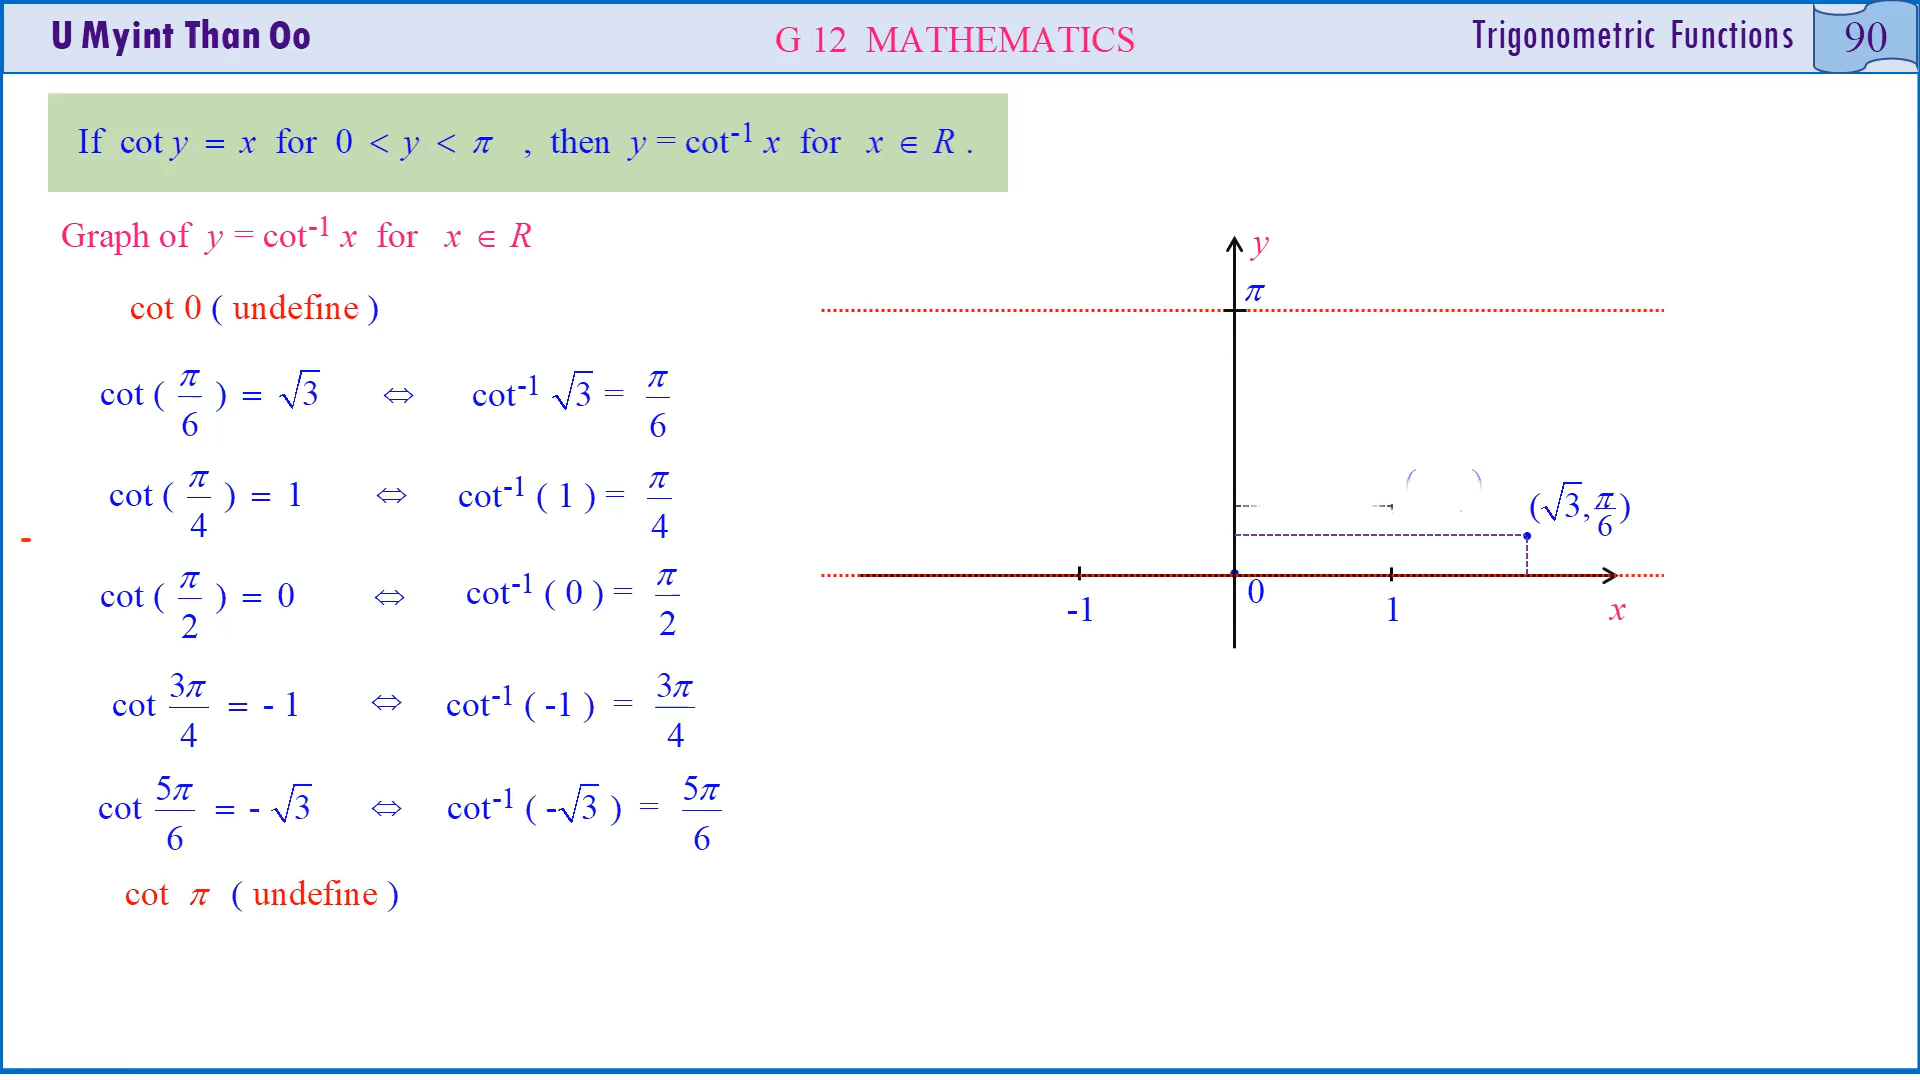 U Myint Than Oo
G 12 MATHEMATICS
Trigonometric Functions
90
If cot y = x for 0 < y < π , then y = cot⁻¹ x for x ∈ R .
Graph of y = cot⁻¹ x for x ∈ R
cot 0 ( undefine )
cot ( π/6 ) = √3 ⇔ cot⁻¹ √3 = π/6
cot ( π/4 ) = 1 ⇔ cot⁻¹ ( 1 ) = π/4
cot ( π/2 ) = 0 ⇔ cot⁻¹ ( 0 ) = π/2
cot 3π/4 = - 1 ⇔ cot⁻¹ ( -1 ) = 3π/4
cot 5π/6 = - √3 ⇔ cot⁻¹ ( -√3 ) = 5π/6
cot π ( undefine )
y
π
(√3, π/6)
0
-1
1
x